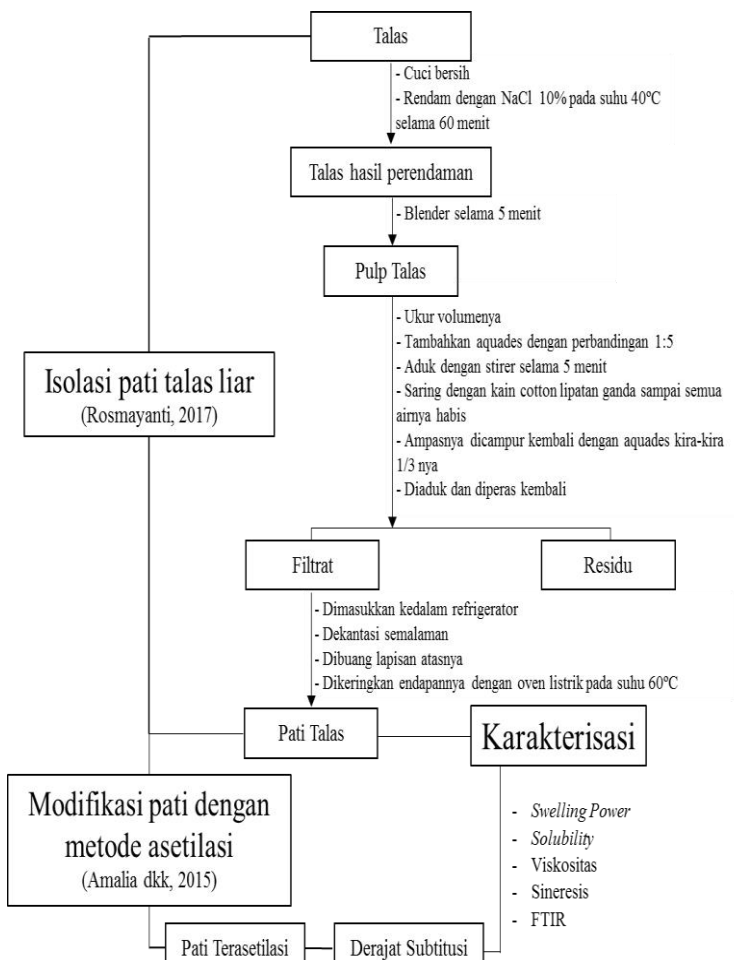 Talas
- Cuci bersih
- Rendam dengan NaCl 10% pada suhu 40°C
selama 60 menit
Talas hasil perendaman
- Blender selama 5 menit
Pulp Talas
- Ukur volumenya
- Tambahkan aquades dengan perbandingan 1:5
- Aduk dengan stirer selama 5 menit
- Saring dengan kain cotton lipatan ganda sampai semua
airnya habis
- Ampasnya dicampur kembali dengan aquades kira-kira
1/3 nya
- Diaduk dan diperas kembali
Isolasi pati talas liar
(Rosmayanti, 2017)
Filtrat
Residu
- Dimasukkan kedalam refrigerator
- Dekantasi semalaman
- Dibuang lapisan atasnya
- Dikeringkan endapannya dengan oven listrik pada suhu 60°C
Pati Talas
Karakterisasi
Modifikasi pati dengan
metode asetilasi
(Amalia dkk, 2015)
- Swelling Power
- Solubility
- Viskositas
- Sineresis
- FTIR
Pati Terasetilasi
Derajat Subtitusi